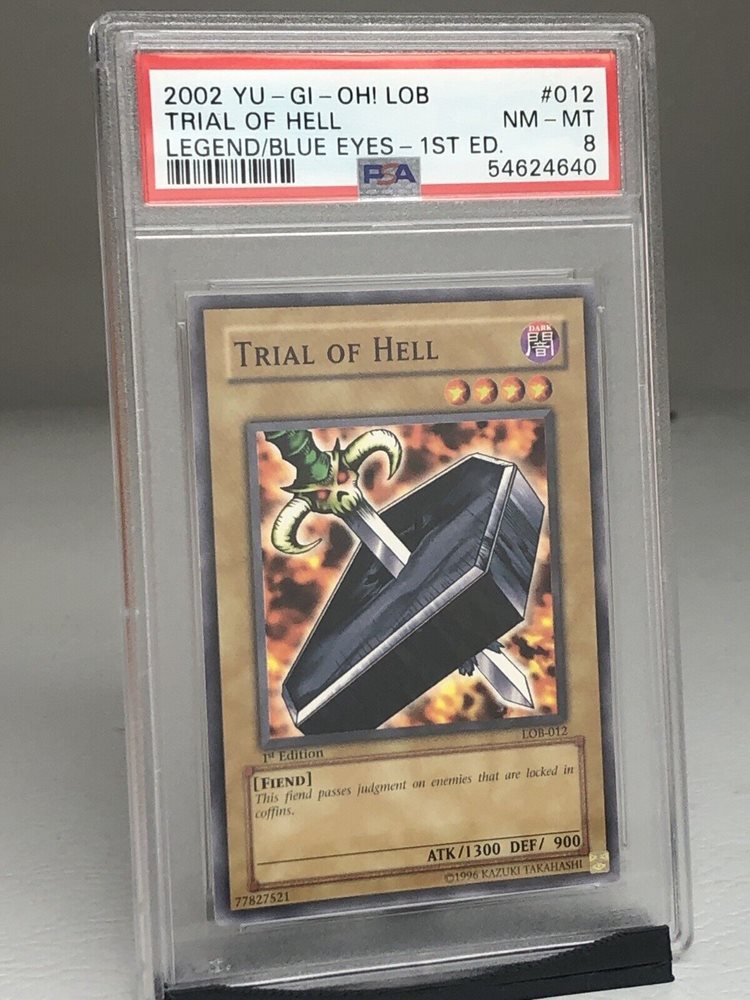 2002 YU-GI-OH! LOB #012
TRIAL OF HELL NM-MT
LEGEND/BLUE EYES-1ST ED. 8
PSA 54624640
TRIAL OF HELL
DARK
闇
LOB-012
1st Edition
[FIEND]
This fiend passes judgment on enemies that are locked in
coffins.
ATK/1300 DEF/ 900
77827521 ©1996 KAZUKI TAKAHASHI